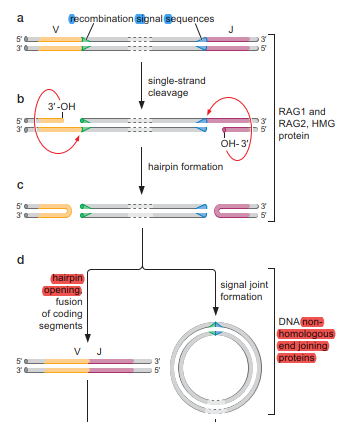 a
recombination signal sequences
V J
5' 3'
3' 5'
single-strand
cleavage
b
3'-OH
5' 3'
3' 5'
OH-3'
RAG1 and
RAG2, HMG
protein
hairpin formation
c
5' 3'
3' 5'
d
hairpin
opening,
fusion
of coding
segments
signal joint
formation
DNA non-
homologous
end joining
proteins
V J
5' 3'
3' 5'